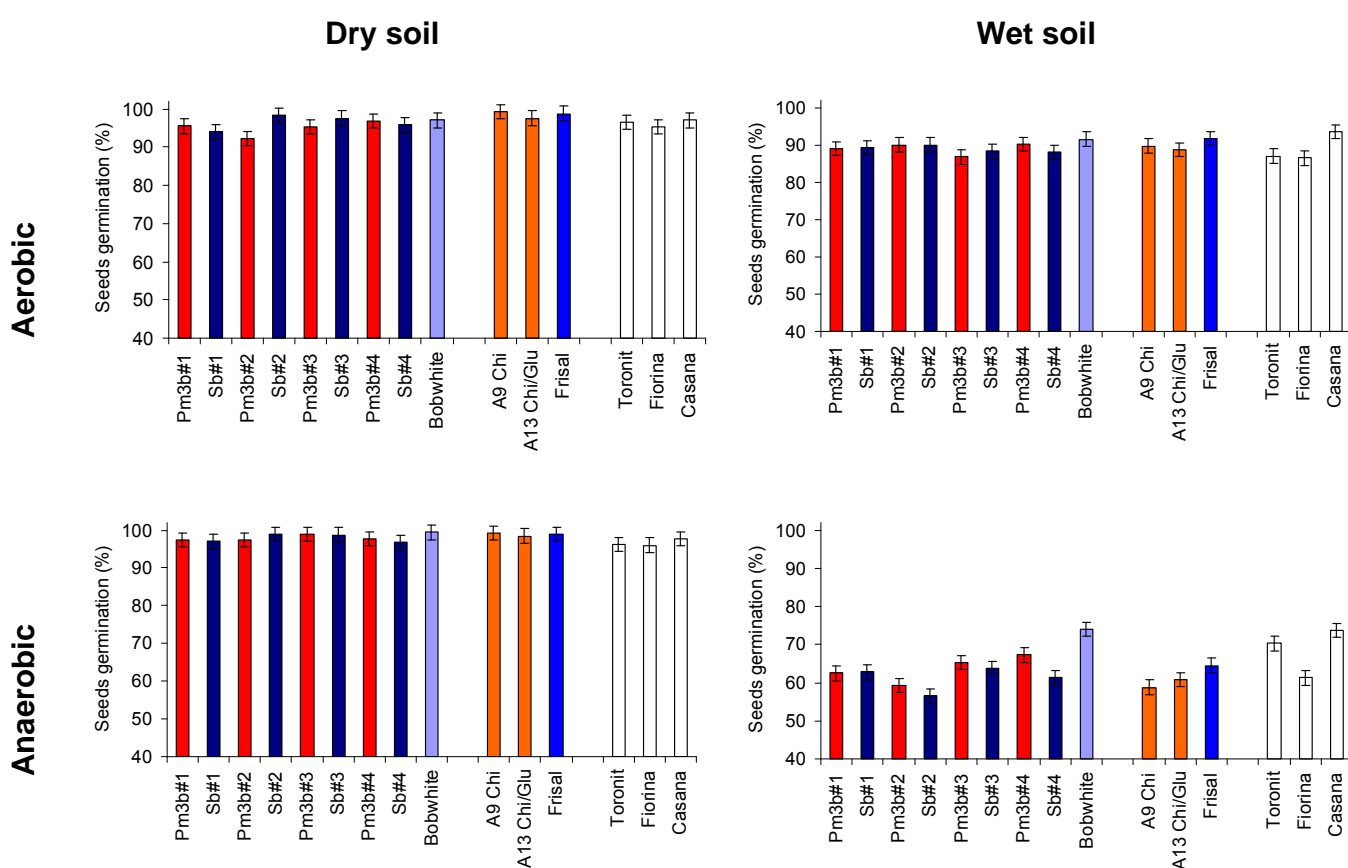 Dry soil
Wet soil
Aerobic
Seeds germination (%)
100
90
80
70
60
50
40
Pm3b#1
Sb#1
Pm3b#2
Sb#2
Pm3b#3
Sb#3
Pm3b#4
Sb#4
Bobwhite
A9 Chi
A13 Chi/Glu
Frisal
Toronit
Fiorina
Casana
Seeds germination (%)
100
90
80
70
60
50
40
Pm3b#1
Sb#1
Pm3b#2
Sb#2
Pm3b#3
Sb#3
Pm3b#4
Sb#4
Bobwhite
A9 Chi
A13 Chi/Glu
Frisal
Toronit
Fiorina
Casana
Anaerobic
Seeds germination (%)
100
90
80
70
60
50
40
Pm3b#1
Sb#1
Pm3b#2
Sb#2
Pm3b#3
Sb#3
Pm3b#4
Sb#4
Bobwhite
A9 Chi
A13 Chi/Glu
Frisal
Toronit
Fiorina
Casana
Seeds germination (%)
100
90
80
70
60
50
40
Pm3b#1
Sb#1
Pm3b#2
Sb#2
Pm3b#3
Sb#3
Pm3b#4
Sb#4
Bobwhite
A9 Chi
A13 Chi/Glu
Frisal
Toronit
Fiorina
Casana